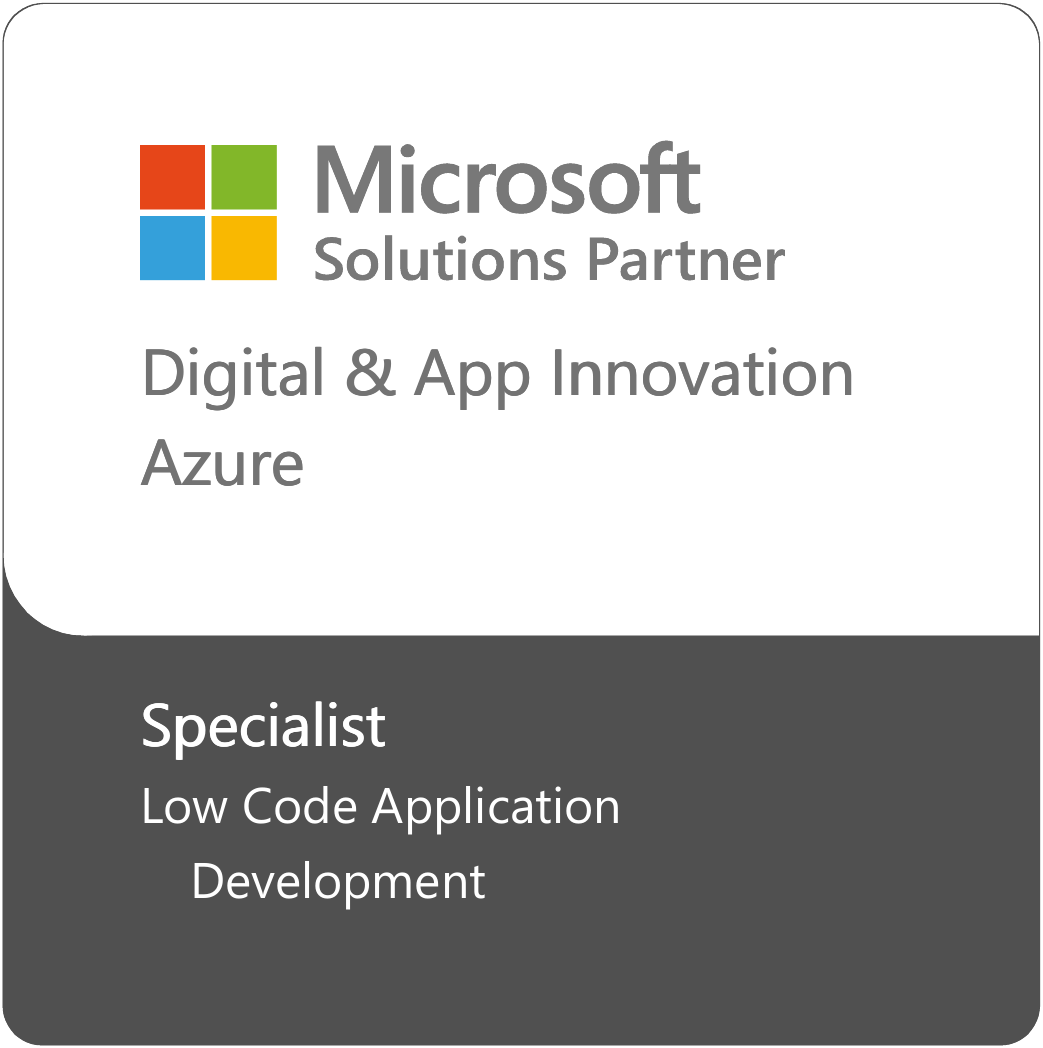 Microsoft
Solutions Partner
Digital & App Innovation
Azure
Specialist
Low Code Application
Development